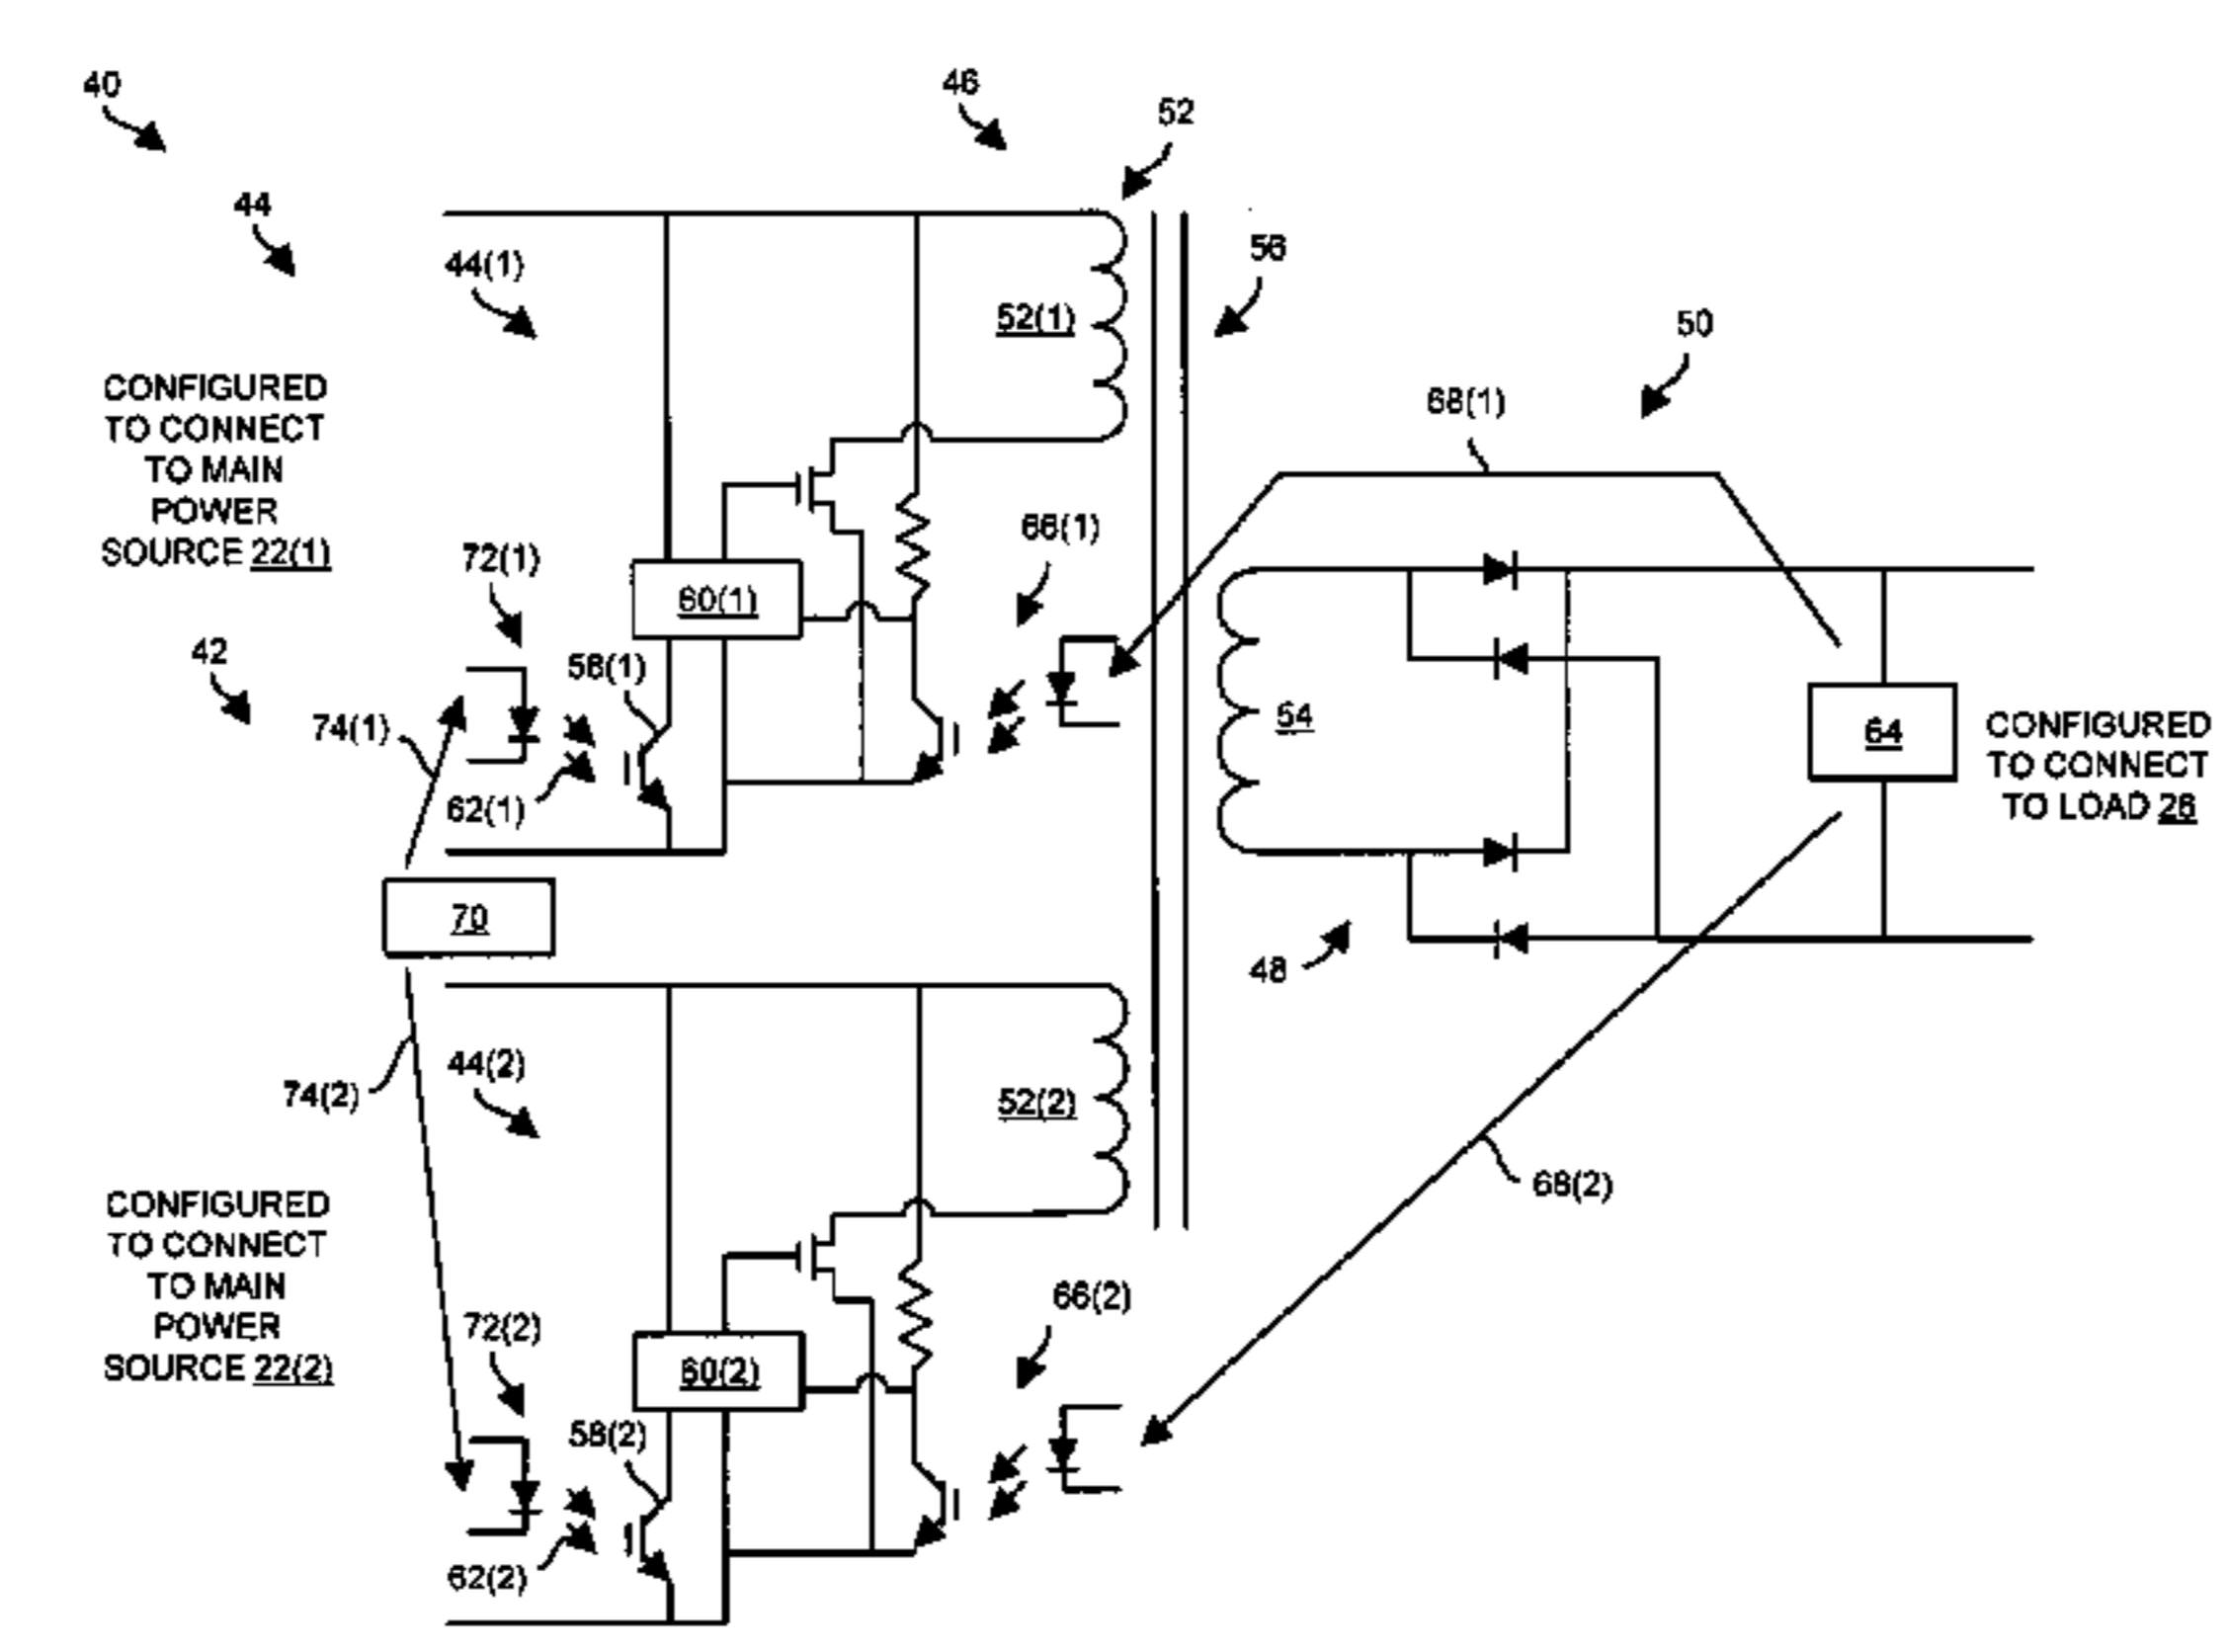 40
46
52
44
44(1)
56
52(1)
50
CONFIGURED
TO CONNECT
TO MAIN
POWER
SOURCE 22(1)
68(1)
66(1)
72(1)
60(1)
42
58(1)
74(1)
54
64
CONFIGURED
TO CONNECT
TO LOAD 26
62(1)
70
48
44(2)
74(2)
52(2)
68(2)
CONFIGURED
TO CONNECT
TO MAIN
POWER
SOURCE 22(2)
66(2)
72(2)
60(2)
58(2)
62(2)